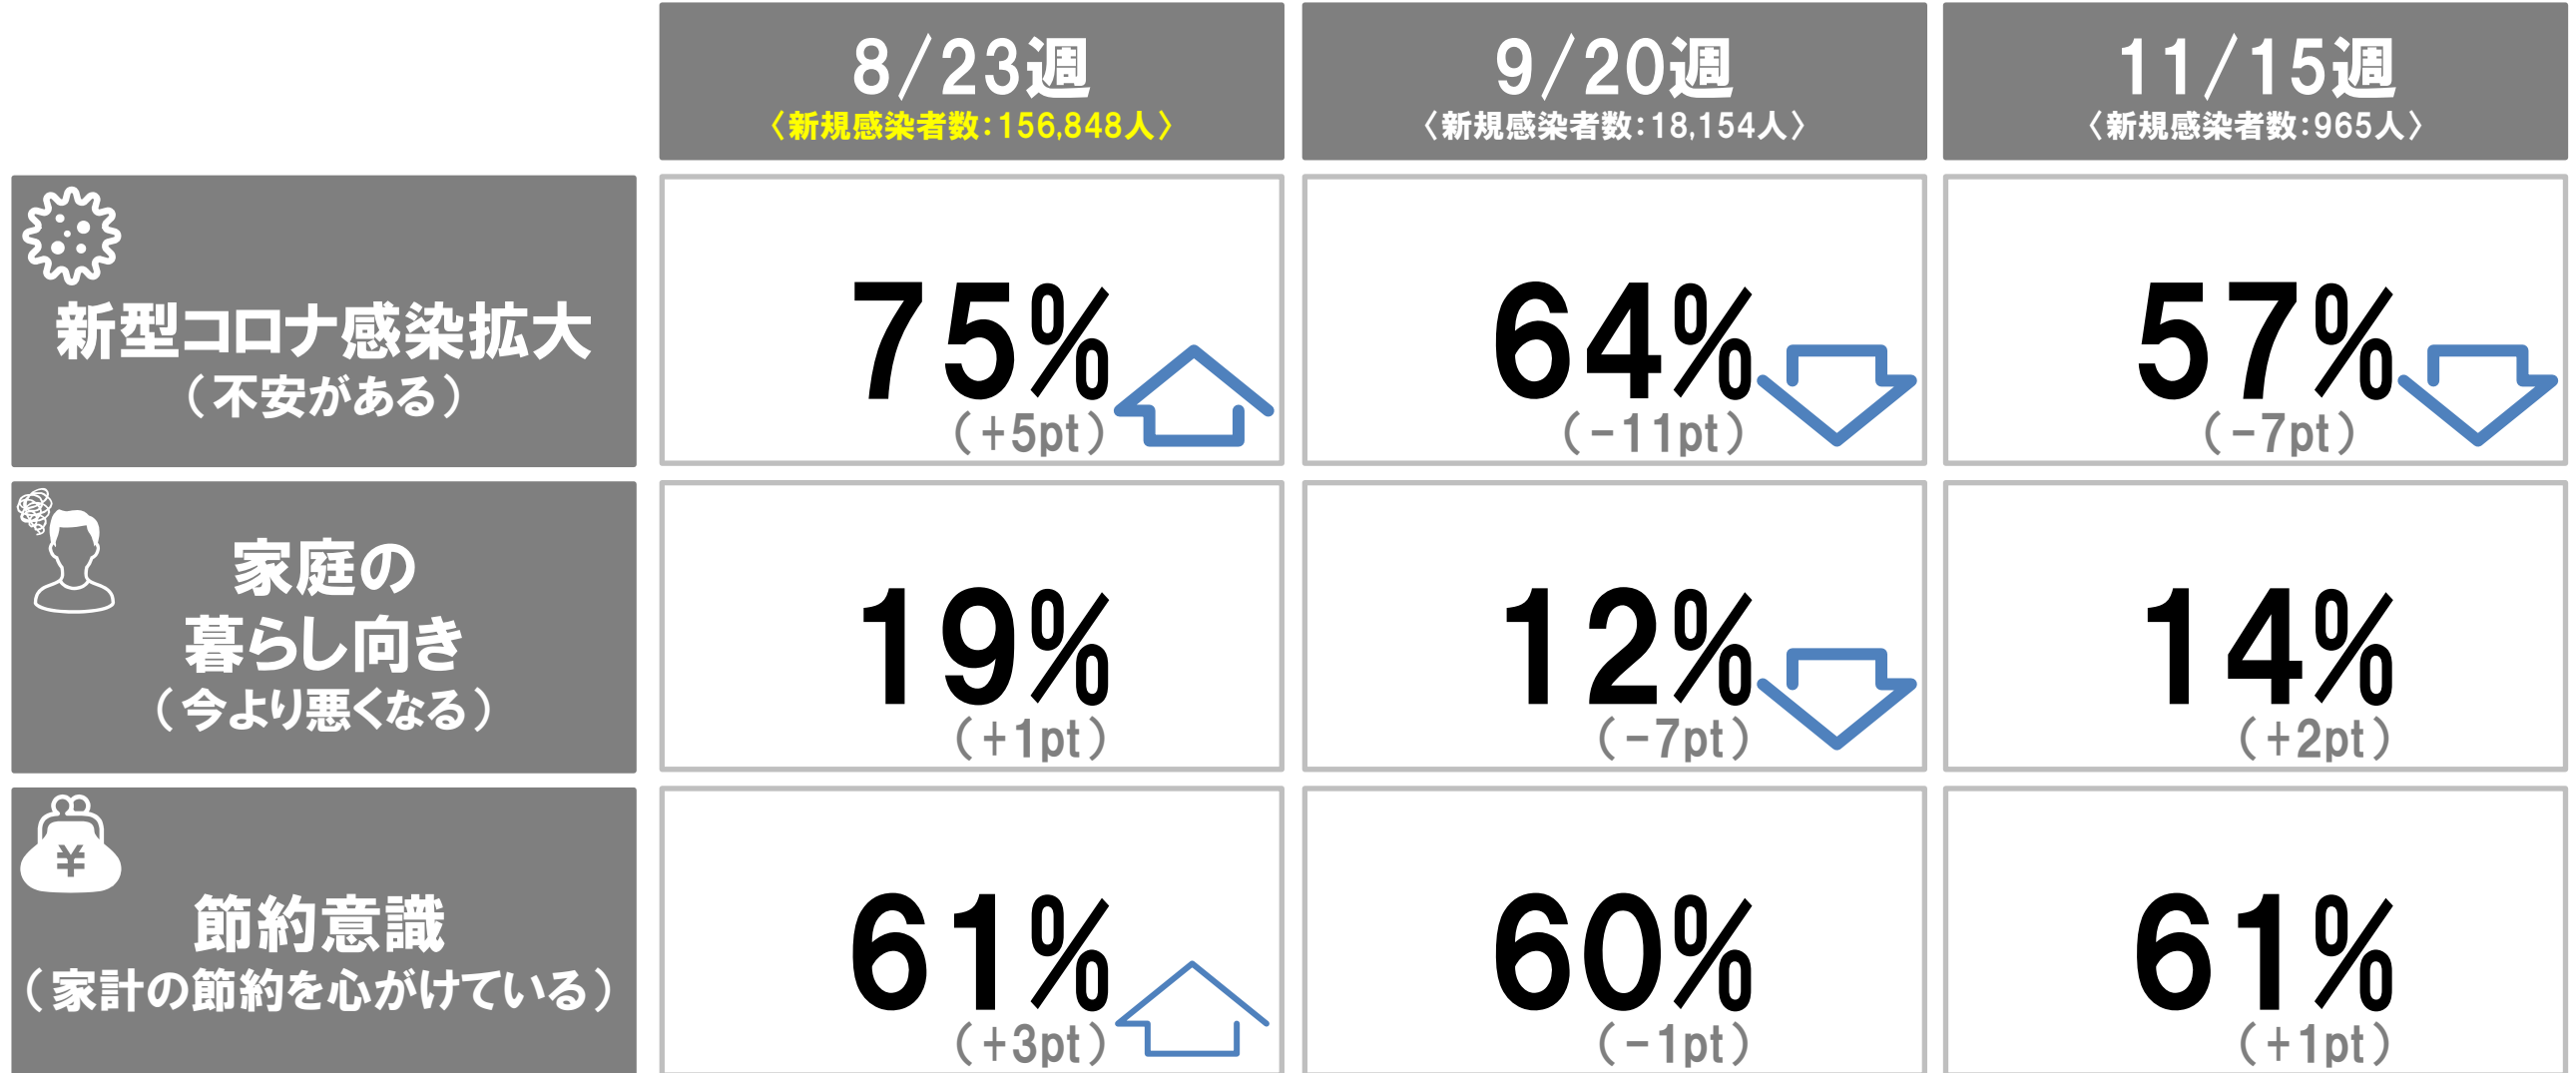 8/23週
〈新規感染者数：156,848人〉
9/20週
〈新規感染者数：18,154人〉
11/15週
〈新規感染者数：965人〉
新型コロナ感染拡大
（不安がある）
75%
（+5pt）
64%
（-11pt）
57%
（-7pt）
家庭の
暮らし向き
（今より悪くなる）
19%
（+1pt）
12%
（-7pt）
14%
（+2pt）
¥
節約意識
（家計の節約を心がけている）
61%
（+3pt）
60%
（-1pt）
61%
（+1pt）